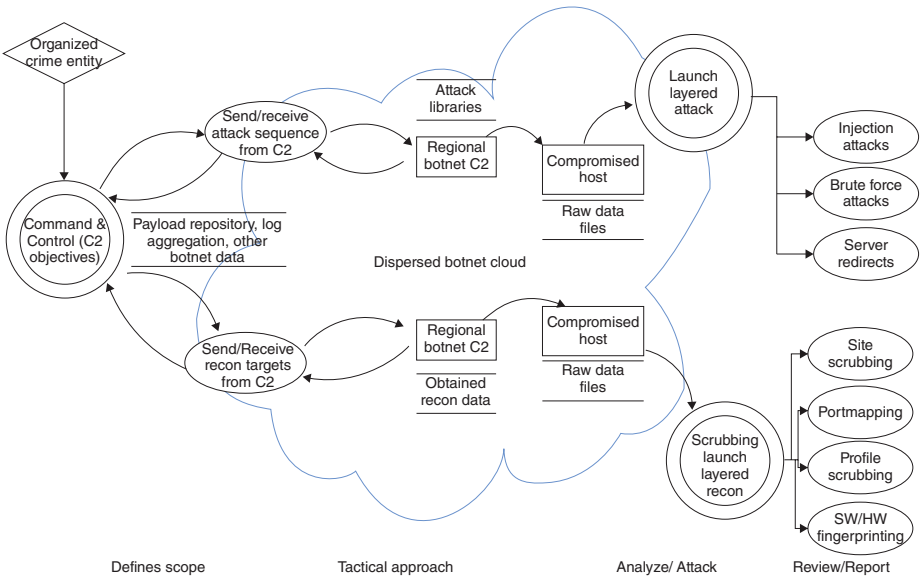 Organized
crime entity
Send/receive
attack sequence
from C2
Attack
libraries
Regional
botnet C2
Compromised
host
Raw data
files
Launch
layered
attack
Injection
attacks
Brute force
attacks
Server
redirects
Command &
Control (C2
objectives)
Payload repository, log
aggregation, other
botnet data
Dispersed botnet cloud
Send/Receive
recon targets
from C2
Regional
botnet C2
Obtained
recon data
Compromised
host
Raw data
files
Scrubbing
launch
layered
recon
Site
scrubbing
Portmapping
Profile
scrubbing
SW/HW
fingerprinting
Defines scope
Tactical approach
Analyze/ Attack
Review/Report